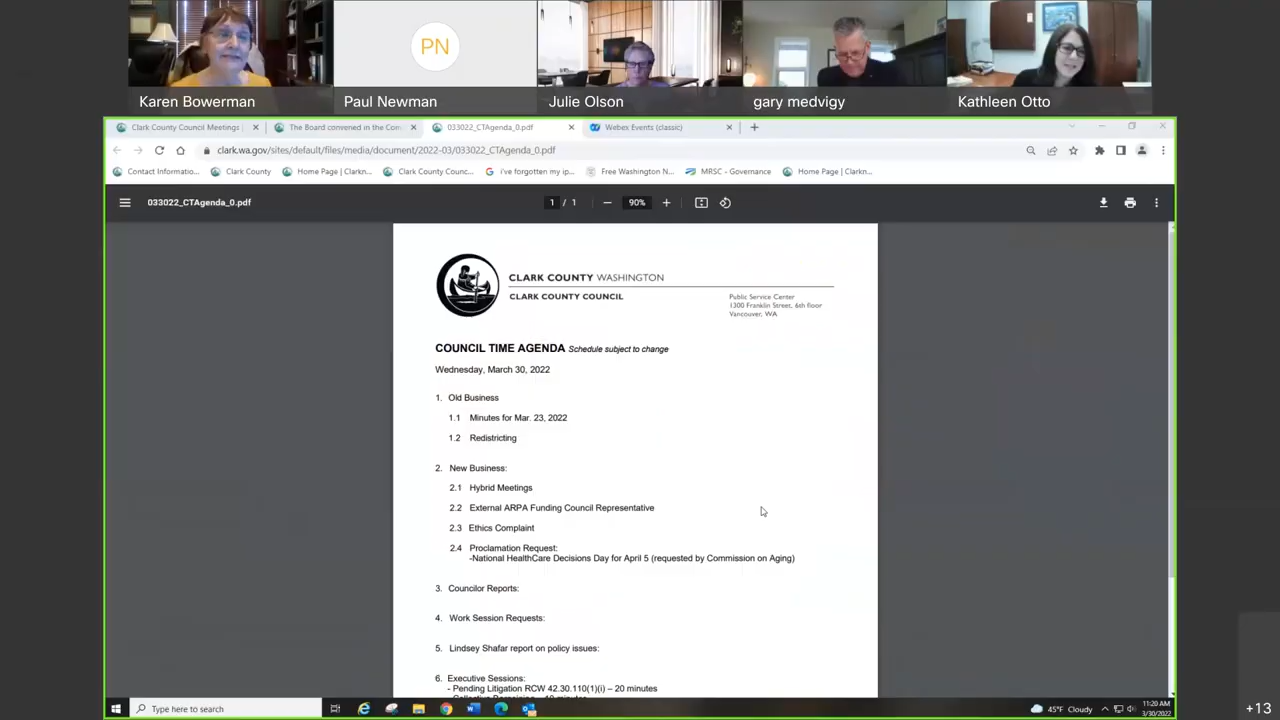 PN
Karen Bowerman
Paul Newman
Julie Olson
gary medvigy
Kathleen Otto
Clark County Council Meetings |
The Board convened in the Com
033022_CTAgenda_0.pdf
Webex Events (classic)
clark.wa.gov/sites/default/files/media/document/2022-03/033022_CTAgenda_0.pdf
Contact Informatio...
Clark County
Home Page | Clarkn...
Clark County Counc...
i've forgotten my ip...
Free Washington N...
MRSC - Governance
Home Page | Clarkn...
033022_CTAgenda_0.pdf
1 / 1
90%
CLARK COUNTY WASHINGTON
CLARK COUNTY COUNCIL
Public Service Center
1300 Franklin Street, 6th floor
Vancouver, WA
COUNCIL TIME AGENDA Schedule subject to change
Wednesday, March 30, 2022
1. Old Business
1.1 Minutes for Mar. 23, 2022
1.2 Redistricting
2. New Business:
2.1 Hybrid Meetings
2.2 External ARPA Funding Council Representative
2.3 Ethics Complaint
2.4 Proclamation Request:
-National HealthCare Decisions Day for April 5 (requested by Commission on Aging)
3. Councilor Reports:
4. Work Session Requests:
5. Lindsey Shafar report on policy issues:
6. Executive Sessions:
- Pending Litigation RCW 42.30.110(1)(i) – 20 minutes
Type here to search
45°F Cloudy
11:20 AM
3/30/2022
+13